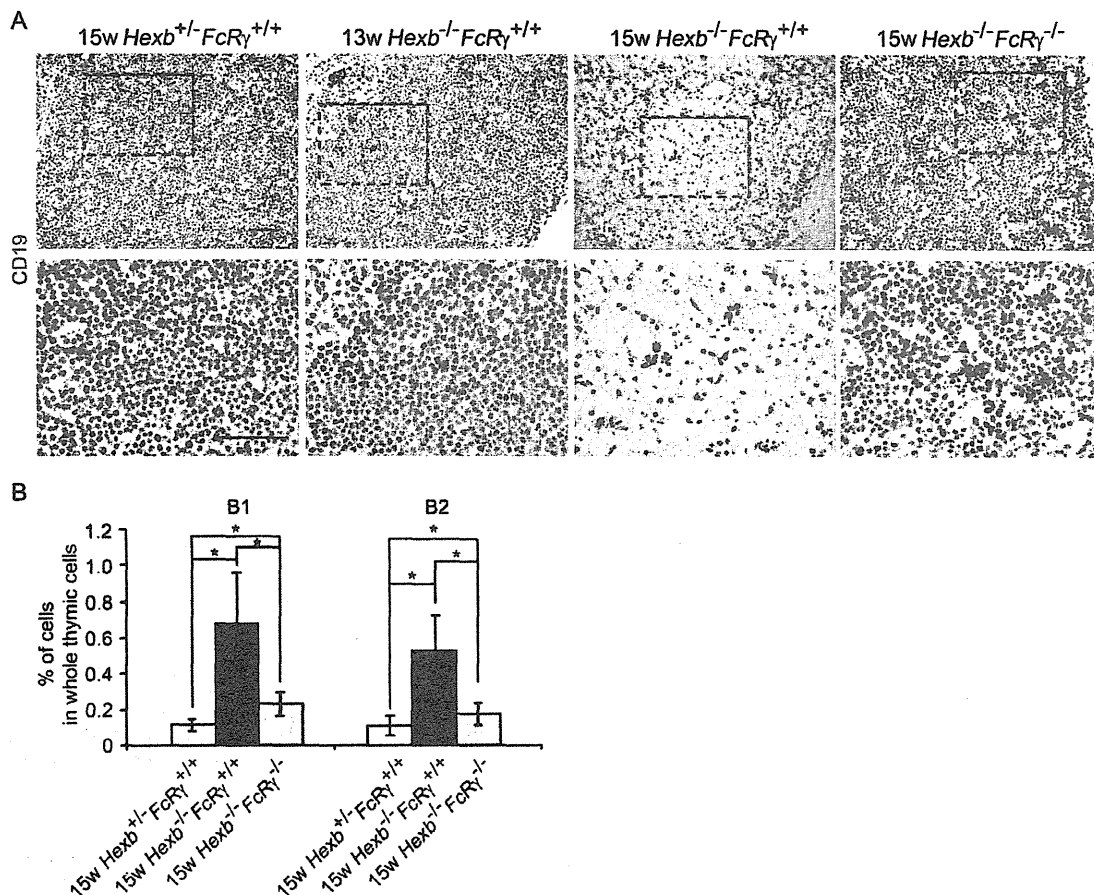 A
15w Hexb+/-FcRγ+/+
13w Hexb-/-FcRγ+/+
15w Hexb-/-FcRγ+/+
15w Hexb-/-FcRγ-/-
CD19
B
B1
B2
% of cells
in whole thymic cells
1.2
1.0
0.8
0.6
0.4
0.2
0
*
*
*
*
*
*
15w Hexb+/-FcRγ+/+
15w Hexb-/-FcRγ+/+
15w Hexb-/-FcRγ-/-
15w Hexb+/-FcRγ+/+
15w Hexb-/-FcRγ+/+
15w Hexb-/-FcRγ-/-